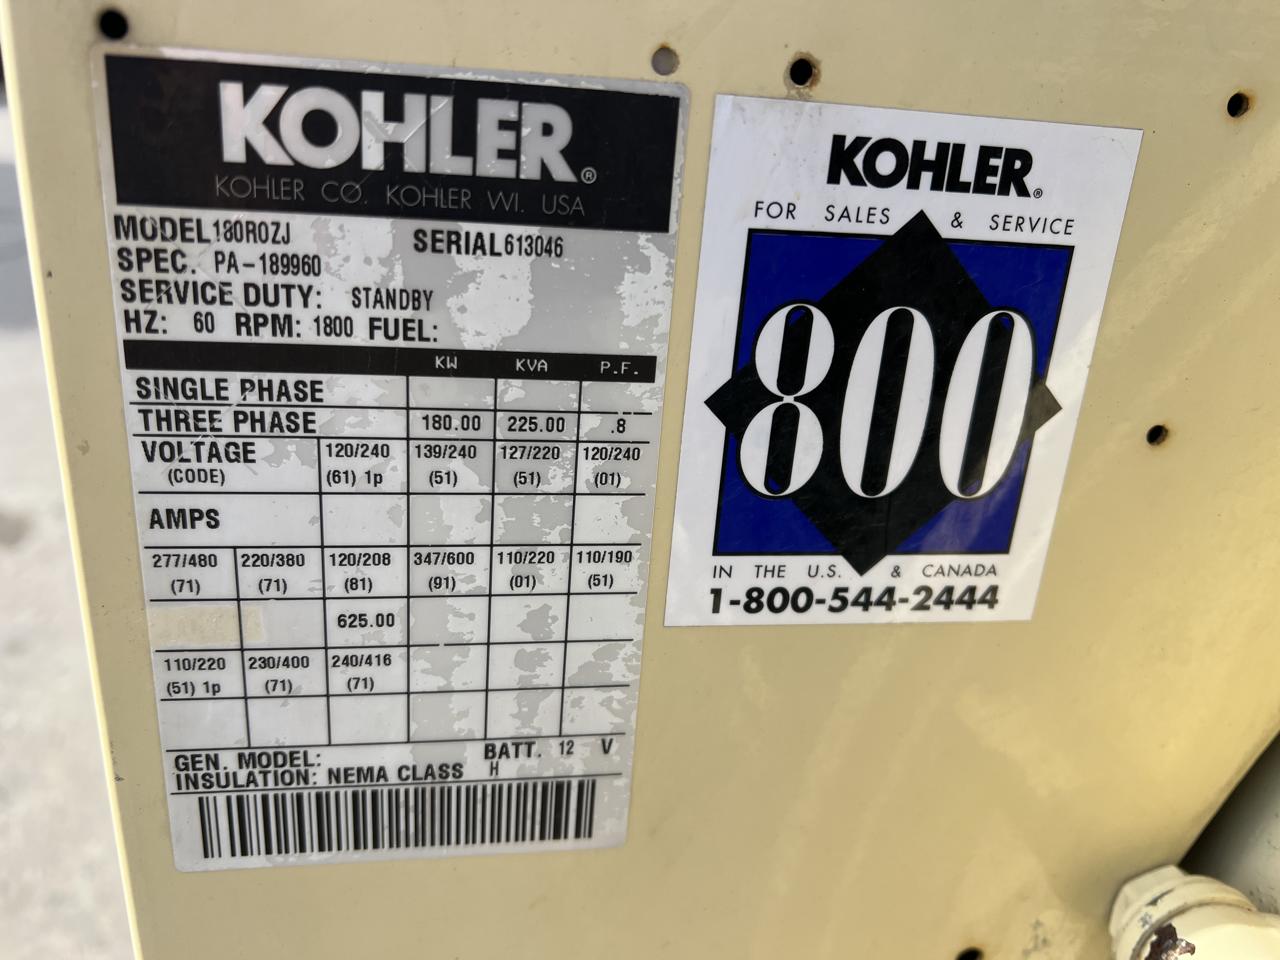 KOHLER®
KOHLER CO. KOHLER WI. USA
MODEL 180ROZJ SERIAL 613046
SPEC. PA-189960
SERVICE DUTY: STANDBY
HZ: 60 RPM: 1800 FUEL:
KW KVA P.F.
SINGLE PHASE
THREE PHASE 180.00 225.00 .8
VOLTAGE 120/240 139/240 127/220 120/240
(CODE) (61) 1p (51) (51) (01)
AMPS
277/480 220/380 120/208 347/600 110/220 110/190
(71) (71) (81) (91) (01) (51)
625.00
110/220 230/400 240/416
(51) 1p (71) (71)
GEN. MODEL: BATT. 12 V
INSULATION: NEMA CLASS H
KOHLER®
FOR SALES & SERVICE
800
IN THE U.S. & CANADA
1-800-544-2444